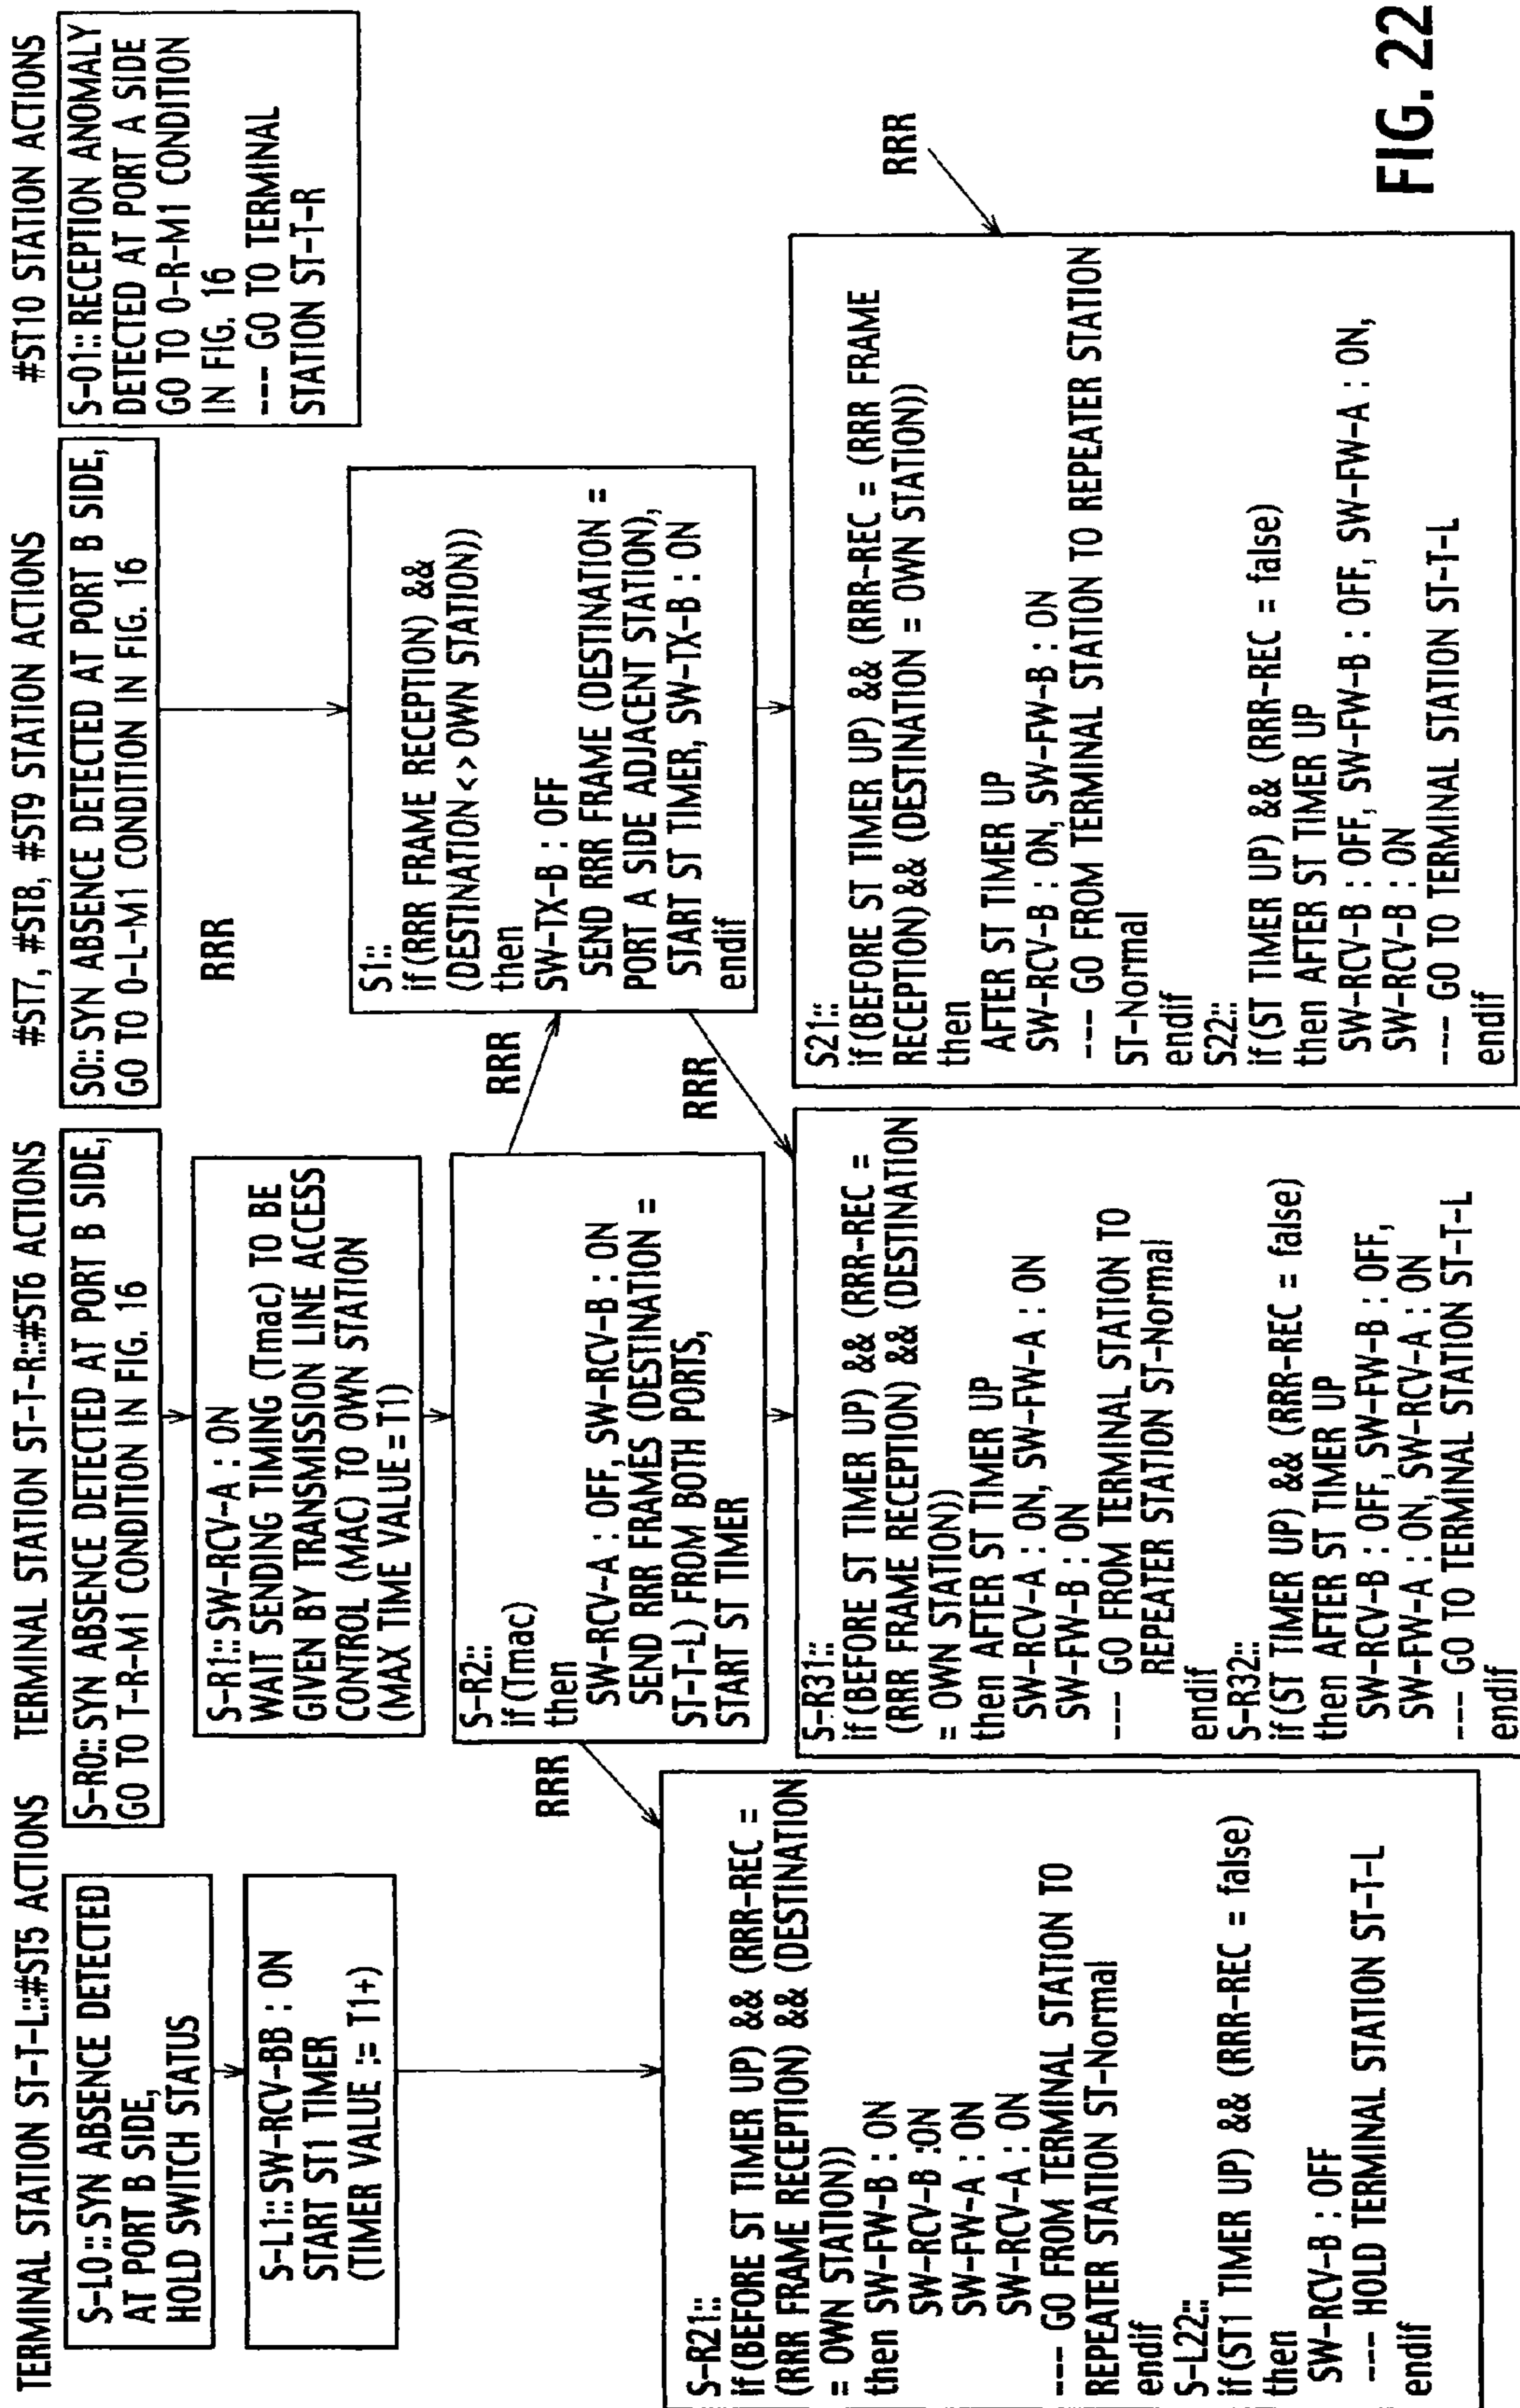 TERMINAL STATION ST-T-L::#ST5 ACTIONS
S-L0::SYN ABSENCE DETECTED
AT PORT B SIDE,
HOLD SWITCH STATUS
S-L1::SW-RCV-BB : ON
START ST1 TIMER
(TIMER VALUE := T1+)
S-R21::
if(BEFORE ST TIMER UP) && (RRR-REC =
(RRR FRAME RECEPTION) && (DESTINATION
= OWN STATION))
then SW-FW-B : ON
SW-RCV-B :ON
SW-FW-A : ON
SW-RCV-A : ON
--- GO FROM TERMINAL STATION TO
REPEATER STATION ST-Normal
endif
S-L22::
if(ST1 TIMER UP) && (RRR-REC = false)
then
SW-RCV-B : OFF
--- HOLD TERMINAL STATION ST-T-L
endif
TERMINAL STATION ST-T-R::#ST6 ACTIONS
S-R0::SYN ABSENCE DETECTED AT PORT B SIDE,
GO TO T-R-M1 CONDITION IN FIG. 16
S-R1::SW-RCV-A : ON
WAIT SENDING TIMING (Tmac) TO BE
GIVEN BY TRANSMISSION LINE ACCESS
CONTROL (MAC) TO OWN STATION
(MAX TIME VALUE = T1)
S-R2::
if(Tmac)
then
SW-RCV-A : OFF, SW-RCV-B : ON
SEND RRR FRAMES (DESTINATION =
ST-T-L) FROM BOTH PORTS,
START ST TIMER
RRR
RRR
RRR
S-R31::
if(BEFORE ST TIMER UP) && (RRR-REC =
(RRR FRAME RECEPTION) && (DESTINATION
= OWN STATION))
then AFTER ST TIMER UP
SW-RCV-A : ON, SW-FW-A : ON
SW-FW-B : ON
--- GO FROM TERMINAL STATION TO
REPEATER STATION ST-Normal
endif
S-R32::
if(ST TIMER UP) && (RRR-REC = false)
then AFTER ST TIMER UP
SW-RCV-B : OFF, SW-FW-B : OFF,
SW-FW-A : ON, SW-RCV-A : ON
--- GO TO TERMINAL STATION ST-T-L
endif
#ST7, #ST8, #ST9 STATION ACTIONS
S0::SYN ABSENCE DETECTED AT PORT B SIDE,
GO TO O-L-M1 CONDITION IN FIG. 16
RRR
S1::
if(RRR FRAME RECEPTION) &&
(DESTINATION<>OWN STATION))
then
SW-TX-B : OFF
SEND RRR FRAME (DESTINATION =
PORT A SIDE ADJACENT STATION),
START ST TIMER, SW-TX-B : ON
endif
S21::
if(BEFORE ST TIMER UP) && (RRR-REC = (RRR FRAME
RECEPTION) && (DESTINATION = OWN STATION))
then
AFTER ST TIMER UP
SW-RCV-B : ON, SW-FW-B : ON
--- GO FROM TERMINAL STATION TO REPEATER STATION
ST-Normal
endif
S22::
if(ST TIMER UP) && (RRR-REC = false)
then AFTER ST TIMER UP
SW-RCV-B : OFF, SW-FW-B : OFF, SW-FW-A : ON,
SW-RCV-B : ON
--- GO TO TERMINAL STATION ST-T-L
endif
#ST10 STATION ACTIONS
S-01::RECEPTION ANOMALY
DETECTED AT PORT A SIDE
GO TO O-R-M1 CONDITION
IN FIG. 16
--- GO TO TERMINAL
STATION ST-T-R
RRR
FIG. 22